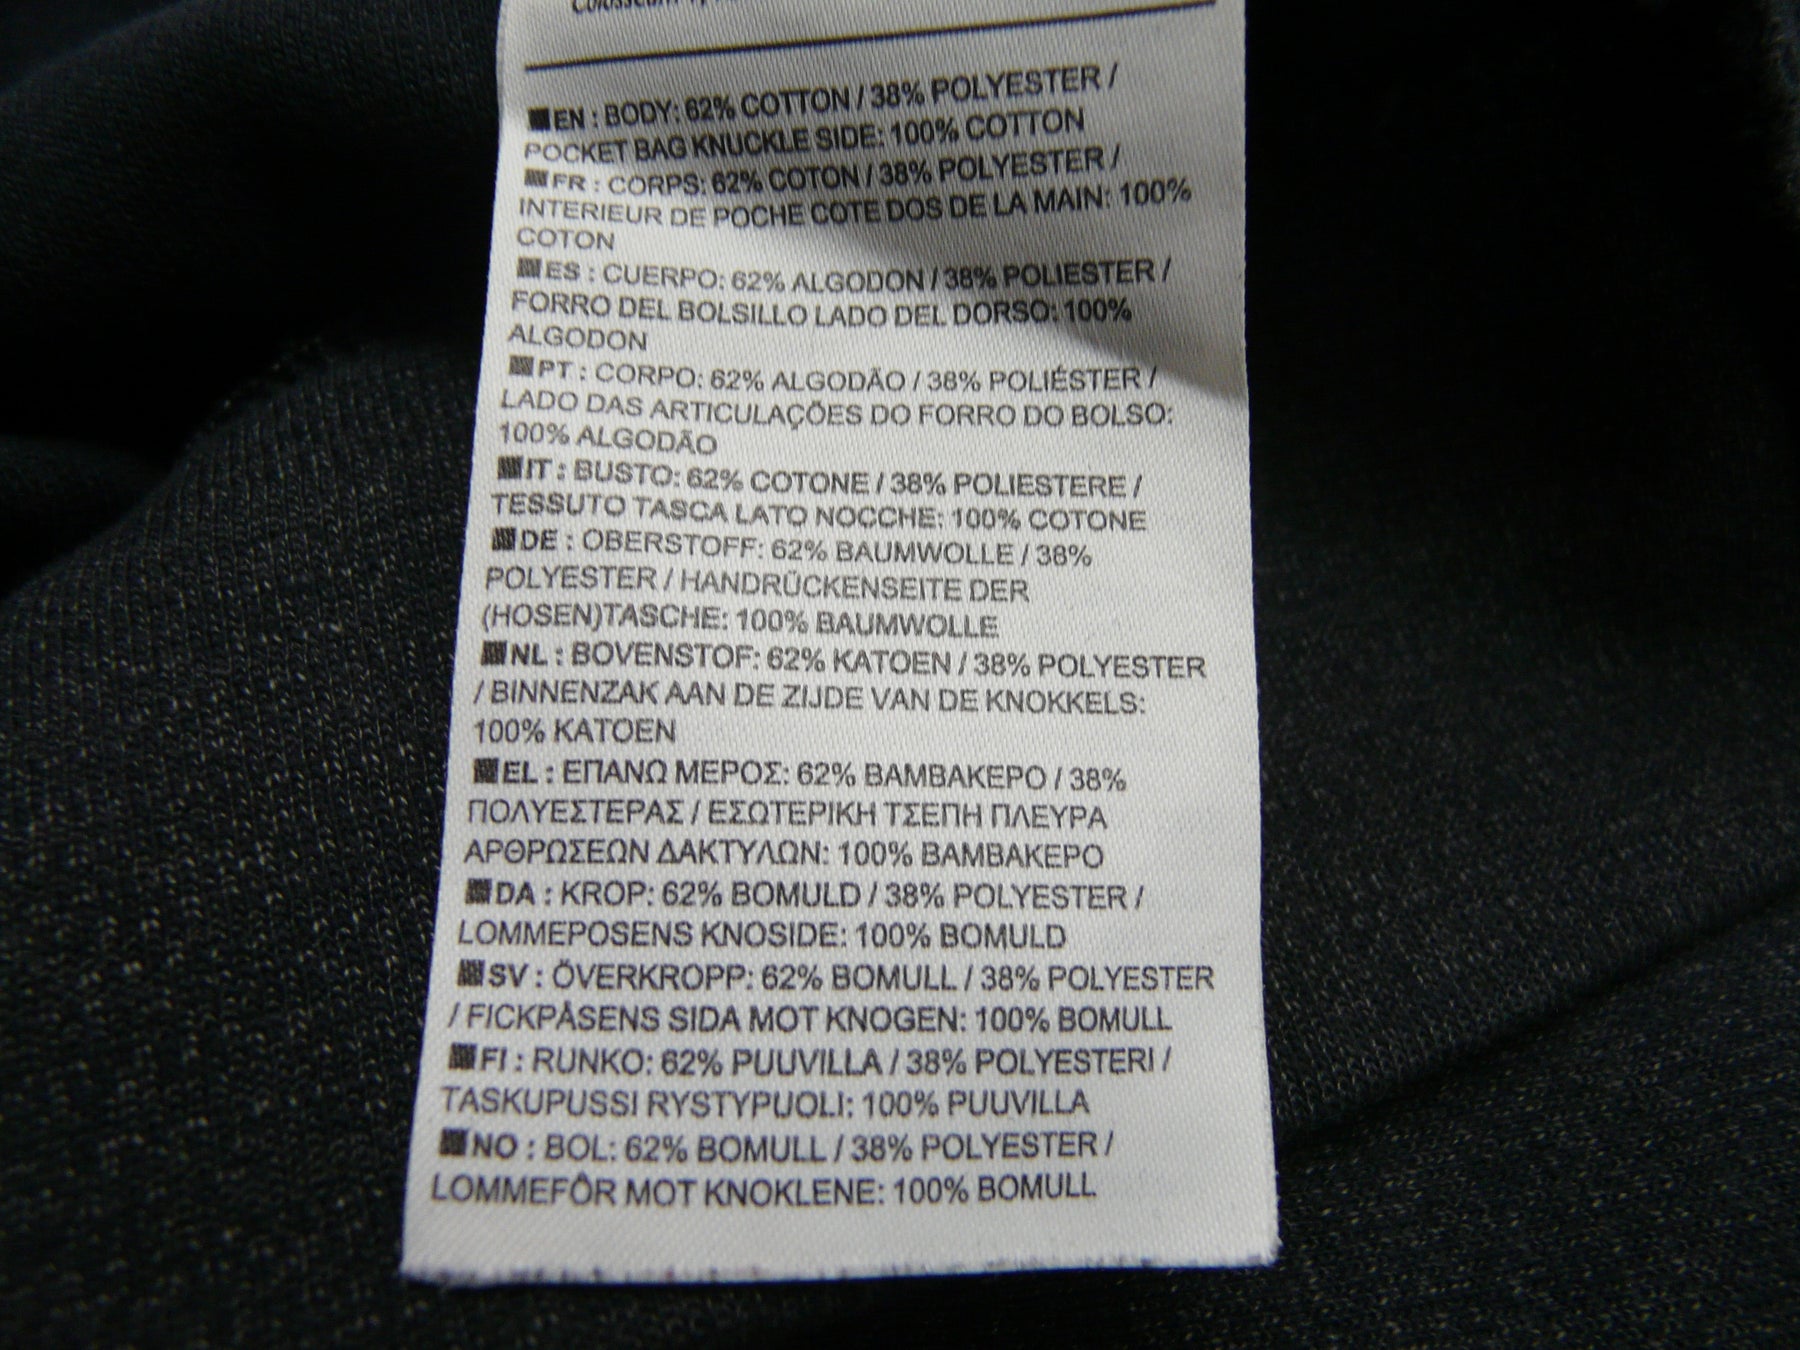 EN : BODY: 62% COTTON / 38% POLYESTER /
POCKET BAG KNUCKLE SIDE: 100% COTTON
FR : CORPS: 62% COTON / 38% POLYESTER /
INTERIEUR DE POCHE COTE DOS DE LA MAIN: 100%
COTON
ES : CUERPO: 62% ALGODON / 38% POLIESTER /
FORRO DEL BOLSILLO LADO DEL DORSO: 100%
ALGODON
PT : CORPO: 62% ALGODÃO / 38% POLIÉSTER /
LADO DAS ARTICULAÇÕES DO FORRO DO BOLSO:
100% ALGODÃO
IT : BUSTO: 62% COTONE / 38% POLIESTERE /
TESSUTO TASCA LATO NOCCHE: 100% COTONE
DE : OBERSTOFF: 62% BAUMWOLLE / 38%
POLYESTER / HANDRÜCKENSEITE DER
(HOSEN)TASCHE: 100% BAUMWOLLE
NL : BOVENSTOF: 62% KATOEN / 38% POLYESTER
/ BINNENZAK AAN DE ZIJDE VAN DE KNOKKELS:
100% KATOEN
EL : ΕΠΑΝΩ ΜΕΡΟΣ: 62% ΒΑΜΒΑΚΕΡΟ / 38%
ΠΟΛΥΕΣΤΕΡΑΣ / ΕΣΩΤΕΡΙΚΗ ΤΣΕΠΗ ΠΛΕΥΡΑ
ΑΡΘΡΩΣΕΩΝ ΔΑΚΤΥΛΩΝ: 100% ΒΑΜΒΑΚΕΡΟ
DA : KROP: 62% BOMULD / 38% POLYESTER /
LOMMEPOSENS KNOSIDE: 100% BOMULD
SV : ÖVERKROPP: 62% BOMULL / 38% POLYESTER
/ FICKPÅSENS SIDA MOT KNOGEN: 100% BOMULL
FI : RUNKO: 62% PUUVILLA / 38% POLYESTERI /
TASKUPUSSI RYSTYPUOLI: 100% PUUVILLA
NO : BOL: 62% BOMULL / 38% POLYESTER /
LOMMEFÔR MOT KNOKLENE: 100% BOMULL